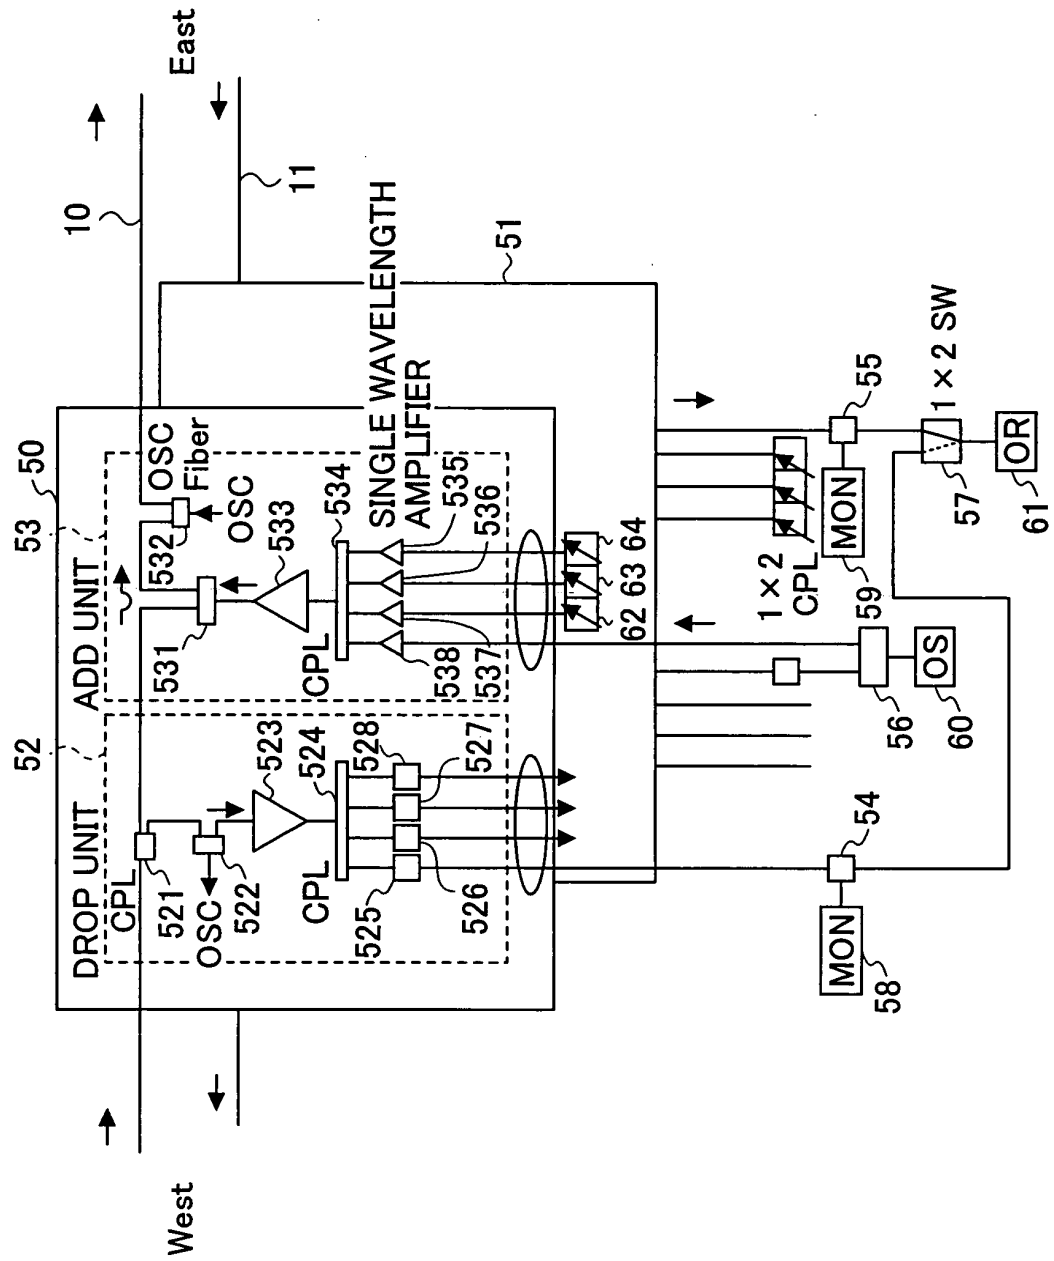 West
East
10
11
50
51
52
53
DROP UNIT
ADD UNIT
CPL
521
OSC
522
523
CPL
524
525
526
527
528
531
532
OSC
Fiber
OSC
533
534
CPL
SINGLE WAVELENGTH
AMPLIFIER
535
536
537
538
62
63
64
1×2
CPL
MON
59
55
1×2 SW
57
OR
61
56
OS
60
54
MON
58